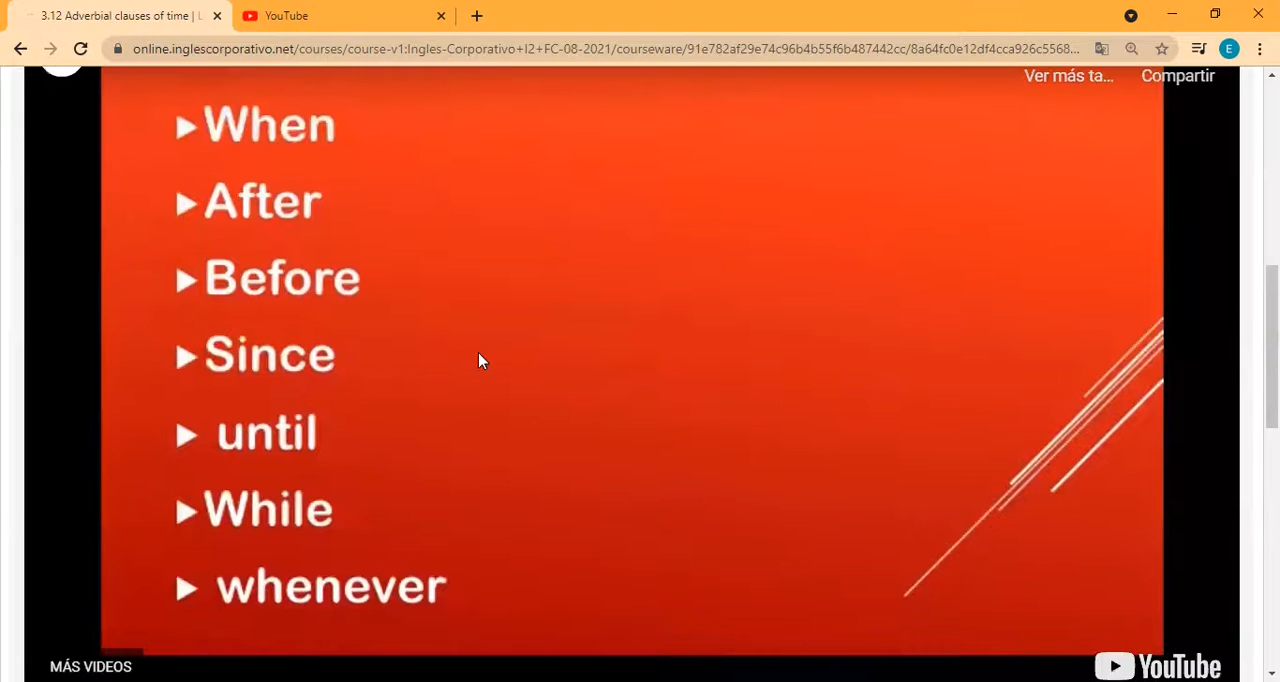 3.12 Adverbial clauses of time | L
YouTube
online.inglescorporativo.net/courses/course-v1:Ingles-Corporativo+I2+FC-08-2021/courseware/91e782af29e74c96b4b55f6b487442cc/8a64fc0e12df4cca926c5568...
E
Ver más ta... Compartir
When
After
Before
Since
until
While
whenever
MÁS VIDEOS
YouTube